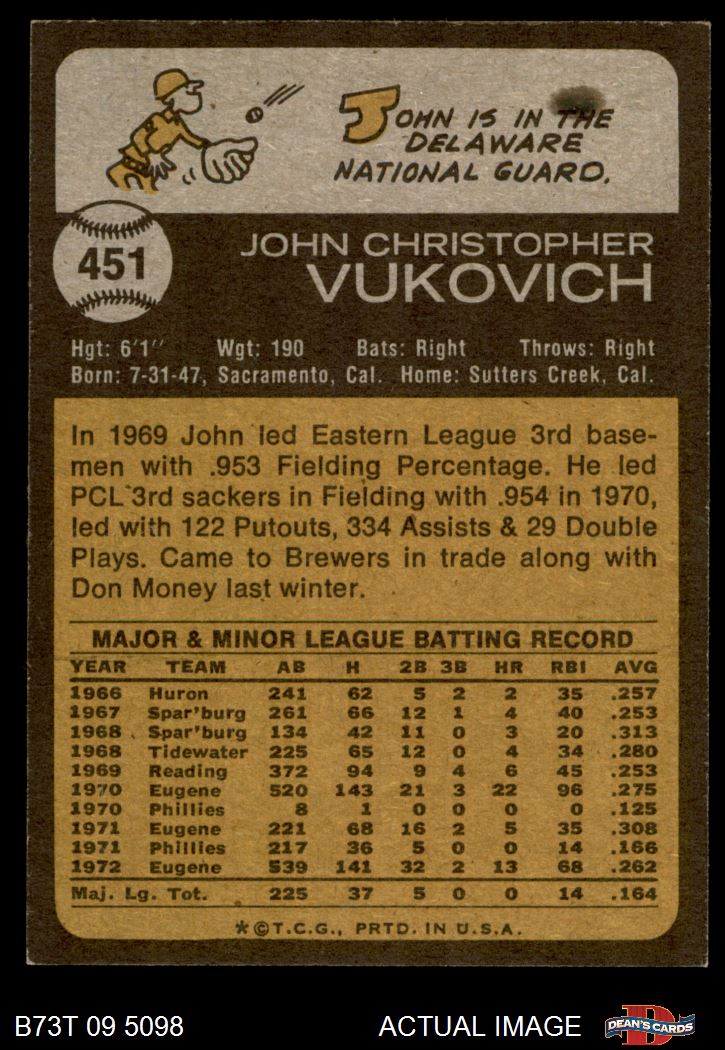 JOHN IS IN THE
DELAWARE
NATIONAL GUARD.
451
JOHN CHRISTOPHER
VUKOVICH
Hgt: 6'1" Wgt: 190 Bats: Right Throws: Right
Born: 7-31-47, Sacramento, Cal. Home: Sutters Creek, Cal.
In 1969 John led Eastern League 3rd base-
men with .953 Fielding Percentage. He led
PCL 3rd sackers in Fielding with .954 in 1970,
led with 122 Putouts, 334 Assists & 29 Double
Plays. Came to Brewers in trade along with
Don Money last winter.
MAJOR & MINOR LEAGUE BATTING RECORD
YEAR TEAM AB H 2B 3B HR RBI AVG
1966 Huron 241 62 5 2 2 35 .257
1967 Spar'burg 261 66 12 1 4 40 .253
1968 Spar'burg 134 42 11 0 3 20 .313
1968 Tidewater 225 65 12 0 4 34 .280
1969 Reading 372 94 9 4 6 45 .253
1970 Eugene 520 143 21 3 22 96 .275
1970 Phillies 8 1 0 0 0 0 .125
1971 Eugene 221 68 16 2 5 35 .308
1971 Phillies 217 36 5 0 0 14 .166
1972 Eugene 539 141 32 2 13 68 .262
Maj. Lg. Tot. 225 37 5 0 0 14 .164
*©T.C.G., PRTD. IN U.S.A.
B73T 09 5098 ACTUAL IMAGE
DEAN'S CARDS